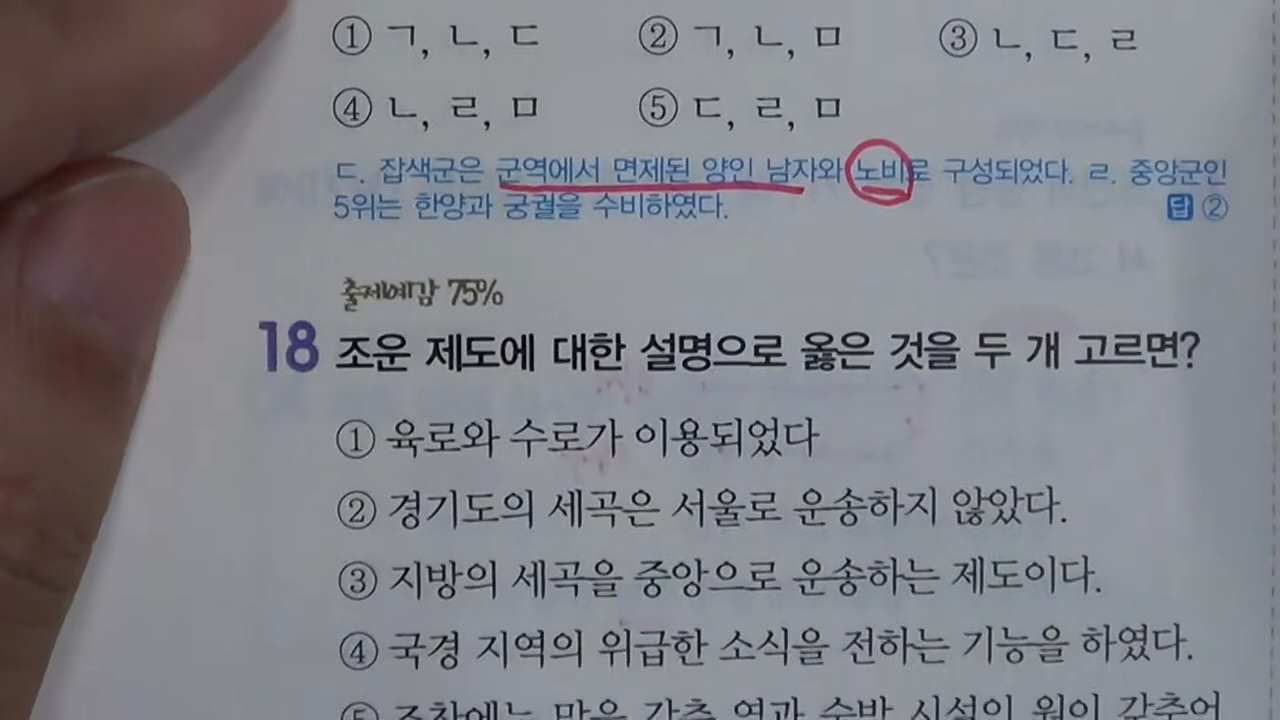 ① ㄱ, ㄴ, ㄷ ② ㄱ, ㄴ, ㅁ ③ ㄴ, ㄷ, ㄹ
④ ㄴ, ㄹ, ㅁ ⑤ ㄷ, ㄹ, ㅁ
ㄷ. 잡색군은 군역에서 면제된 양인 남자와 노비로 구성되었다. ㄹ. 중앙군인
5위는 한양과 궁궐을 수비하였다. 답 ②
출제예감 75%
18 조운 제도에 대한 설명으로 옳은 것을 두 개 고르면?
① 육로와 수로가 이용되었다
② 경기도의 세곡은 서울로 운송하지 않았다.
③ 지방의 세곡을 중앙으로 운송하는 제도이다.
④ 국경 지역의 위급한 소식을 전하는 기능을 하였다.
⑤